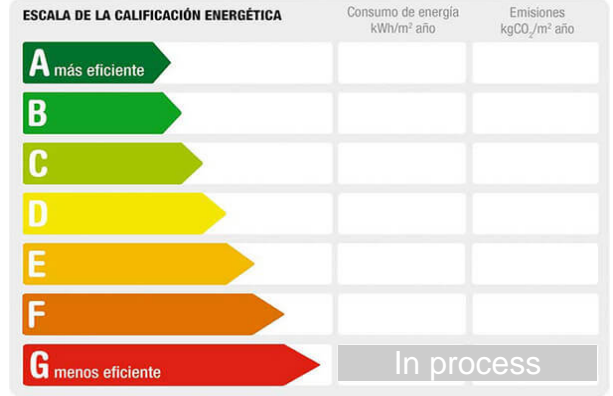 ESCALA DE LA CALIFICACIÓN ENERGÉTICA
Consumo de energía
kWh/m² año
Emisiones
kgCO₂/m² año
A más eficiente
B
C
D
E
F
G menos eficiente
In process